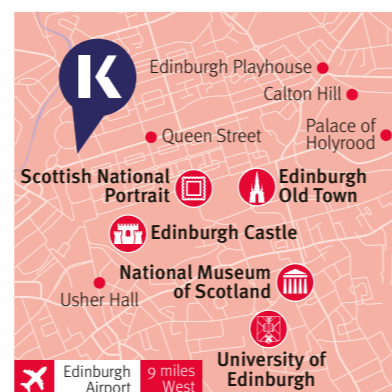 K
Edinburgh Playhouse
Calton Hill
Palace of
Holyrood
Queen Street
Scottish National
Portrait
Edinburgh
Old Town
Edinburgh Castle
National Museum
of Scotland
Usher Hall
University of
Edinburgh
Edinburgh
Airport
9 miles
West